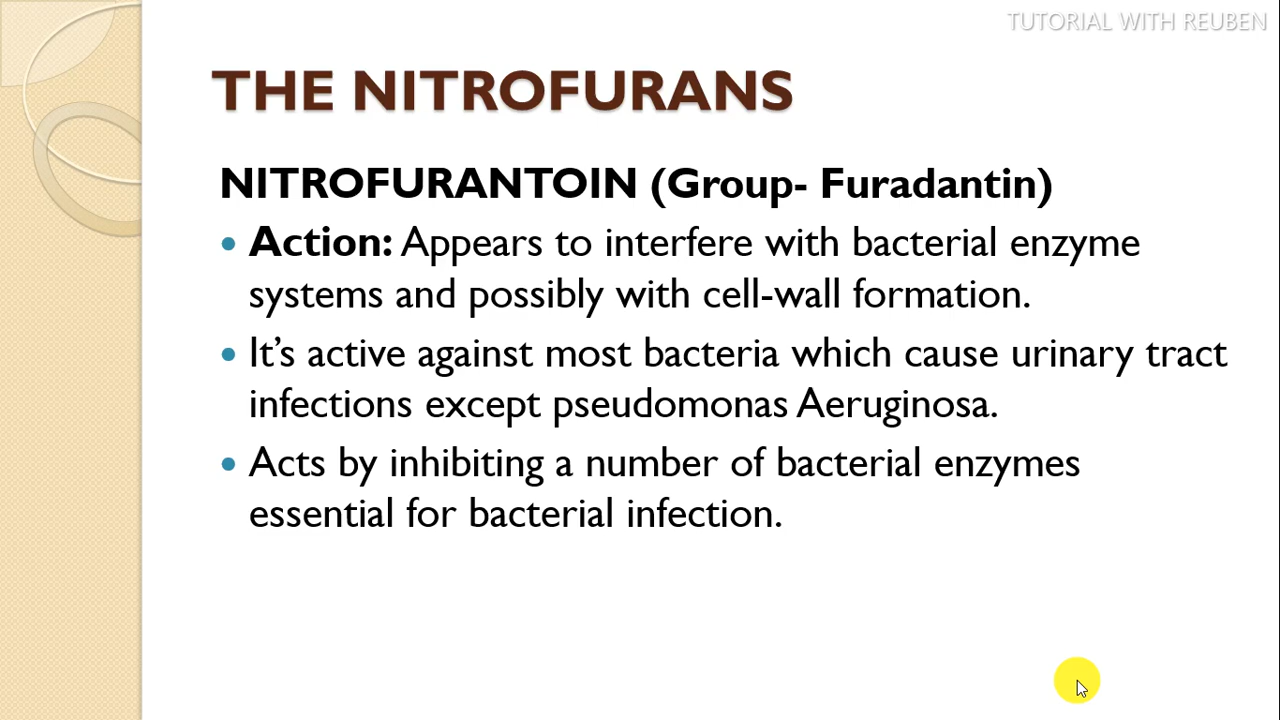 TUTORIAL WITH REUBEN
THE NITROFURANS
NITROFURANTOIN (Group- Furadantin)
• Action: Appears to interfere with bacterial enzyme
systems and possibly with cell-wall formation.
• It’s active against most bacteria which cause urinary tract
infections except pseudomonas Aeruginosa.
• Acts by inhibiting a number of bacterial enzymes
essential for bacterial infection.